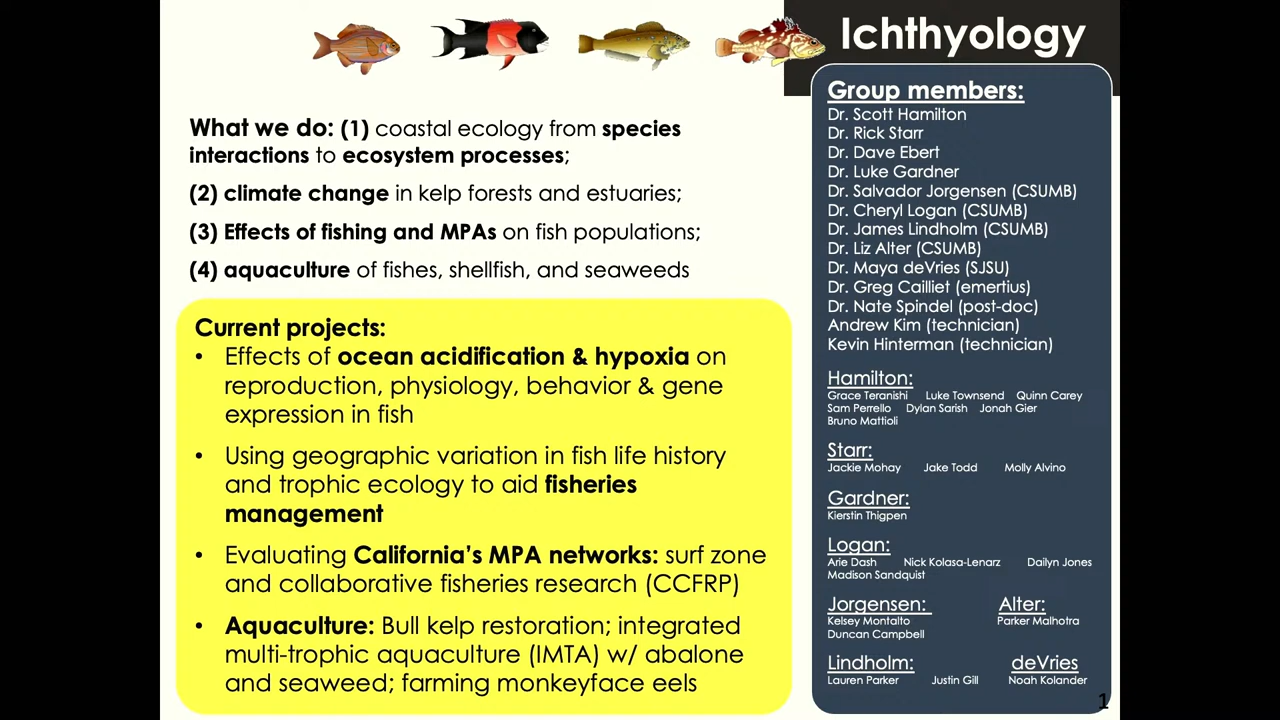 Ichthyology
What we do: (1) coastal ecology from species
interactions to ecosystem processes;
(2) climate change in kelp forests and estuaries;
(3) Effects of fishing and MPAs on fish populations;
(4) aquaculture of fishes, shellfish, and seaweeds
Current projects:
• Effects of ocean acidification & hypoxia on
reproduction, physiology, behavior & gene
expression in fish
• Using geographic variation in fish life history
and trophic ecology to aid fisheries
management
• Evaluating California's MPA networks: surf zone
and collaborative fisheries research (CCFRP)
• Aquaculture: Bull kelp restoration; integrated
multi-trophic aquaculture (IMTA) w/ abalone
and seaweed; farming monkeyface eels
Group members:
Dr. Scott Hamilton
Dr. Rick Starr
Dr. Dave Ebert
Dr. Luke Gardner
Dr. Salvador Jorgensen (CSUMB)
Dr. Cheryl Logan (CSUMB)
Dr. James Lindholm (CSUMB)
Dr. Liz Alter (CSUMB)
Dr. Maya deVries (SJSU)
Dr. Greg Cailliet (emertius)
Dr. Nate Spindel (post-doc)
Andrew Kim (technician)
Kevin Hinterman (technician)
Hamilton:
Grace Teranishi Luke Townsend Quinn Carey
Sam Perrello Dylan Sarish Jonah Gier
Bruno Mattioli
Starr:
Jackie Mohay Jake Todd Molly Alvino
Gardner:
Kierstin Thigpen
Logan:
Arie Dash Nick Kolasa-Lenarz Dailyn Jones
Madison Sandquist
Jorgensen: Alter:
Kelsey Montalto Parker Malhotra
Duncan Campbell
Lindholm: deVries
Lauren Parker Justin Gill Noah Kolander
1